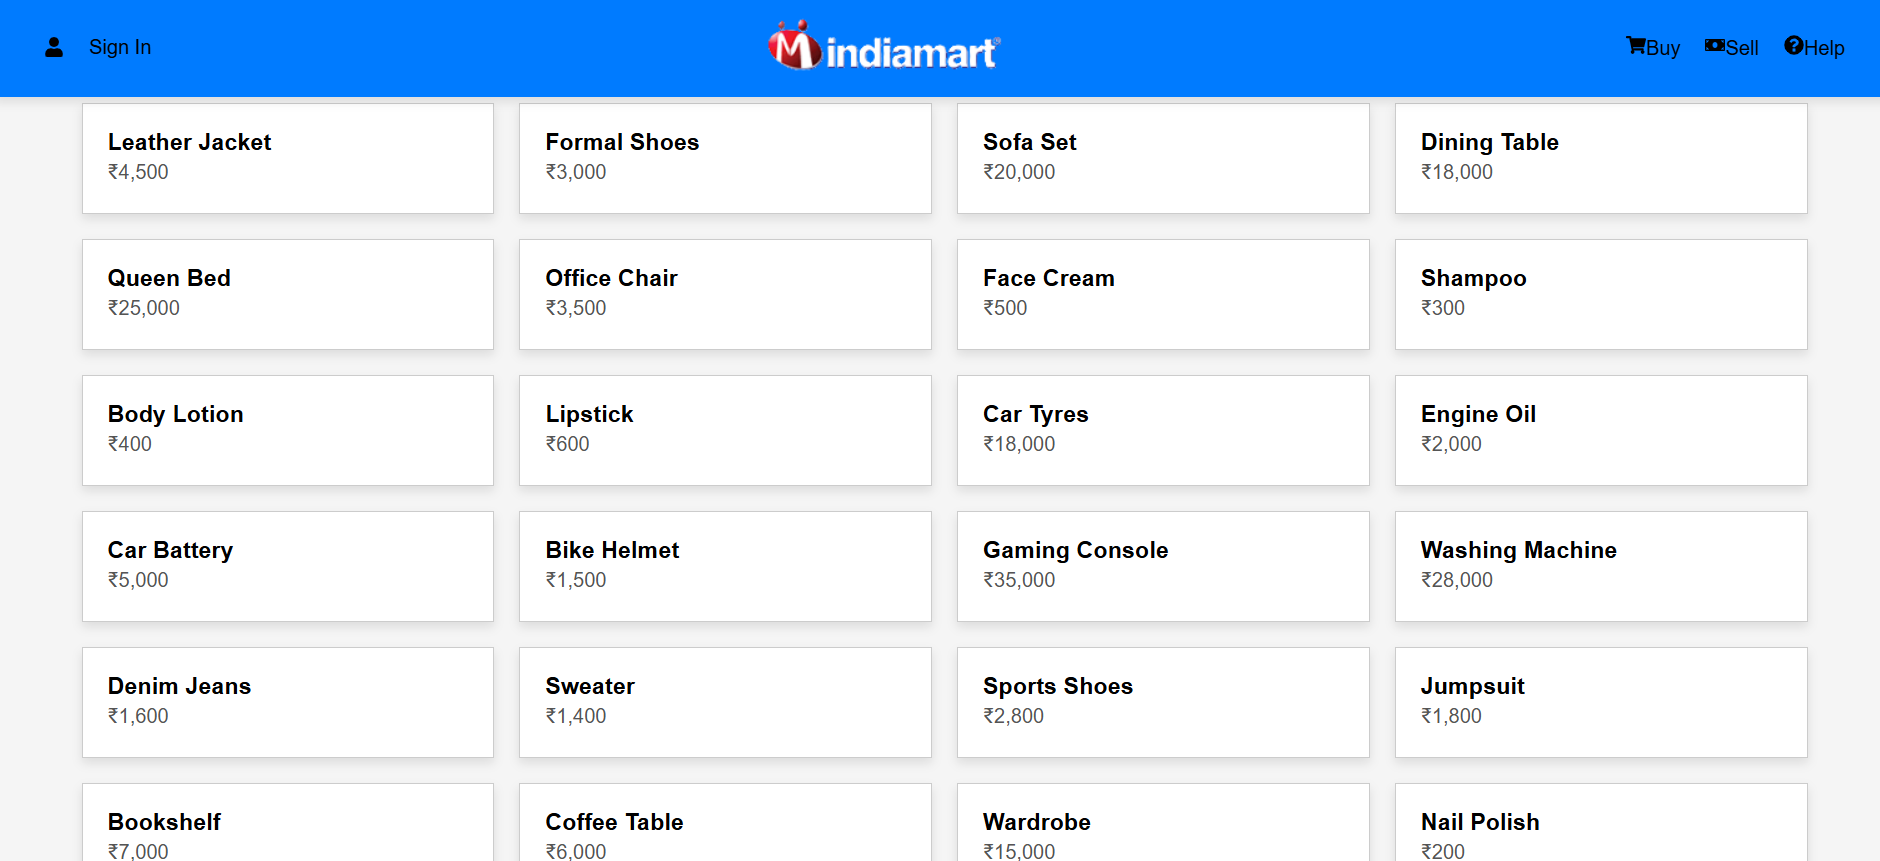 Sign In
indiamart
Buy
Sell
Help
Leather Jacket
₹4,500
Formal Shoes
₹3,000
Sofa Set
₹20,000
Dining Table
₹18,000
Queen Bed
₹25,000
Office Chair
₹3,500
Face Cream
₹500
Shampoo
₹300
Body Lotion
₹400
Lipstick
₹600
Car Tyres
₹18,000
Engine Oil
₹2,000
Car Battery
₹5,000
Bike Helmet
₹1,500
Gaming Console
₹35,000
Washing Machine
₹28,000
Denim Jeans
₹1,600
Sweater
₹1,400
Sports Shoes
₹2,800
Jumpsuit
₹1,800
Bookshelf
₹7,000
Coffee Table
₹6,000
Wardrobe
₹15,000
Nail Polish
₹200